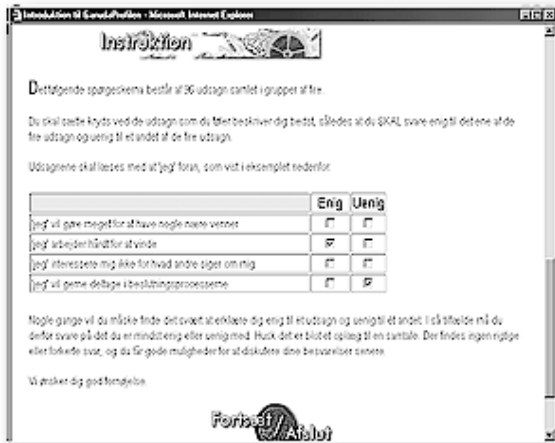 Introduktion til GarudaProfilen - Microsoft Internet Explorer
Instruktion
Det følgende spørgeskema består af 96 udsagn samlet i grupper af fire.
Du skal sætte kryds ved de udsagn som du føler beskriver dig bedst, således at du SKAL svare enig til det ene af de
fire udsagn og uenig til et andet af de fire udsagn.
Udsagnene skal læses med at 'jeg' foran, som vist i eksemplet nedenfor.
Enig Uenig
'jeg' vil gøre meget for at have nogle nære venner
'jeg' arbejder hårdt for at vinde
'jeg' interessere mig ikke for hvad andre siger om mig
'jeg' vil gerne deltage i beslutningsprocesserne
Nogle gange vil du måske finde det svært at erklære dig enig til ét udsagn og uenig til ét andet. I så tilfælde må du
derfor svare på det du er mindst enig eller uenig med. Husk det er blot et oplæg til en samtale. Der findes ingen rigtige
eller forkerte svar, og du får gode muligheder for at diskutere dine besvarelser senere.
Vi ønsker dig god fornøjelse.
Fortsæt / Afslut